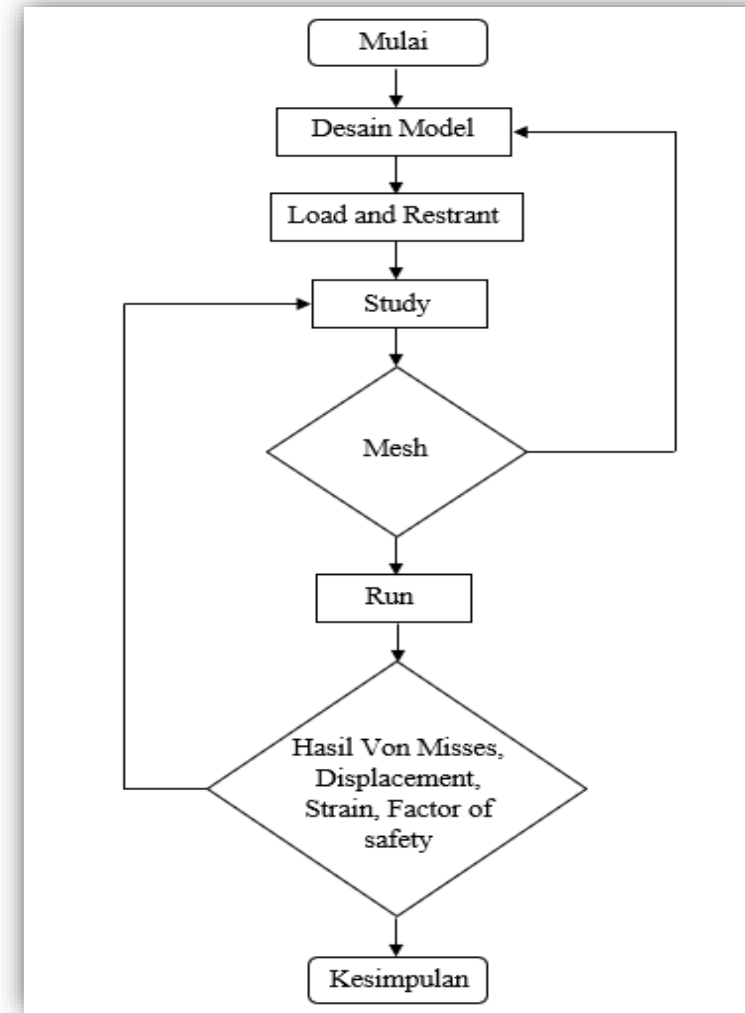 Mulai
Desain Model
Load and Restrant
Study
Mesh
Run
Hasil Von Misses,
Displacement,
Strain, Factor of
safety
Kesimpulan